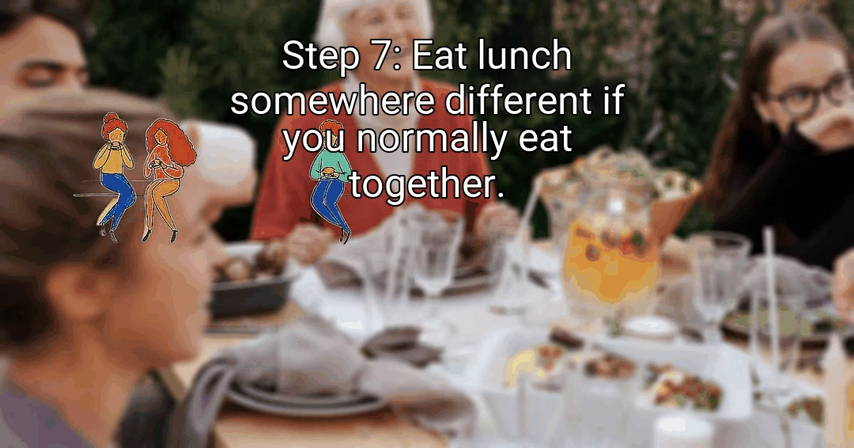 Step 7: Eat lunch
somewhere different if
you normally eat
together.